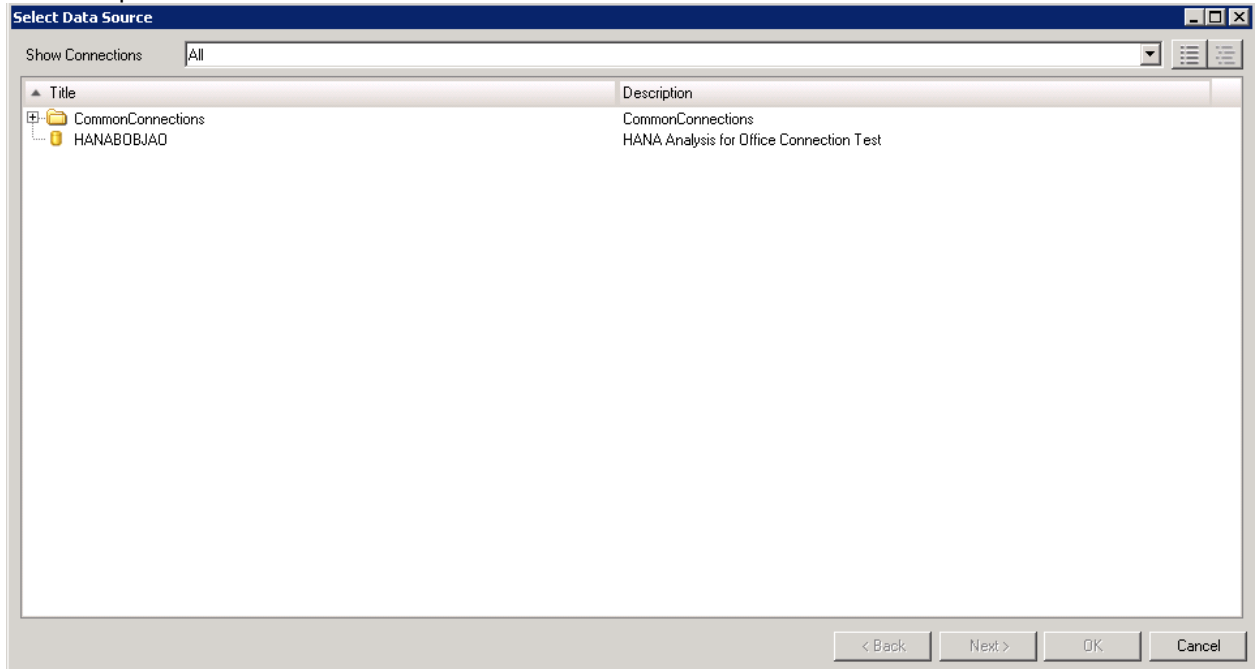 Select Data Source
Show Connections All
Title Description
CommonConnections CommonConnections
HANABOBJAO HANA Analysis for Office Connection Test
< Back Next > OK Cancel